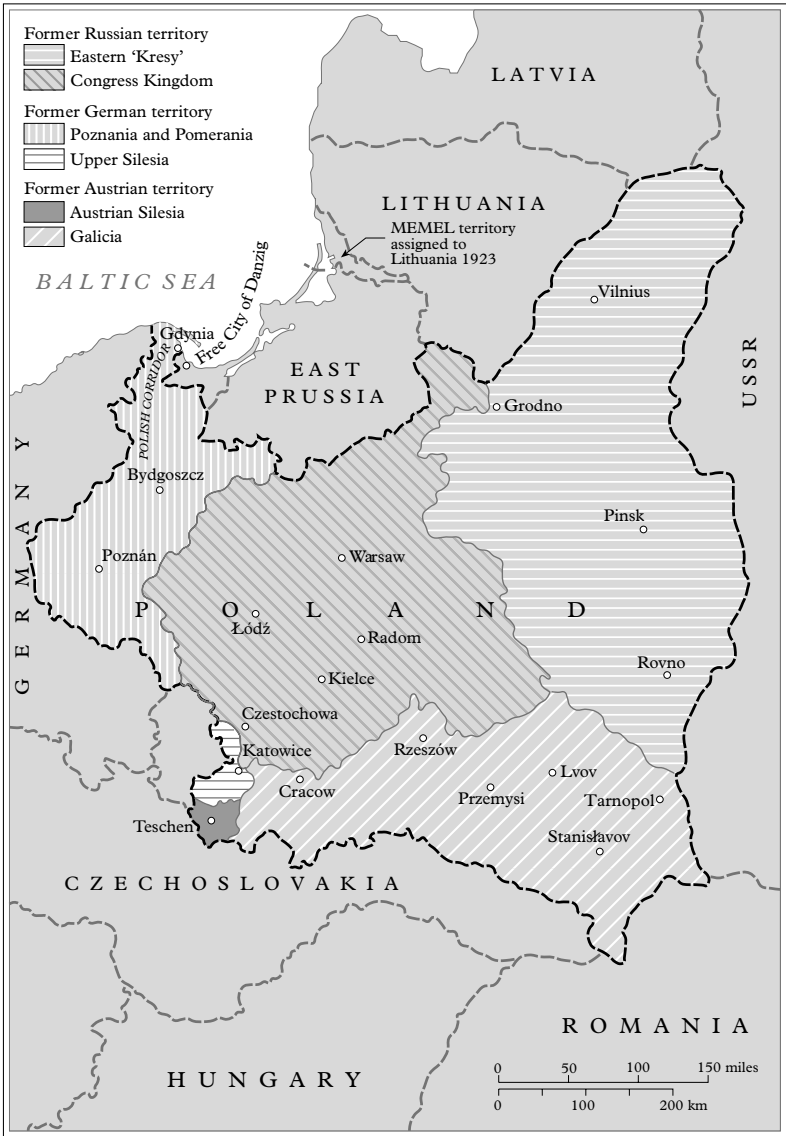 Former Russian territory
Eastern ‘Kresy’
Congress Kingdom
Former German territory
Poznania and Pomerania
Upper Silesia
Former Austrian territory
Austrian Silesia
Galicia
LATVIA
LITHUANIA
MEMEL territory
assigned to
Lithuania 1923
BALTIC SEA
Vilnius
Free City of Danzig
Gdynia
POLISH CORRIDOR
EAST
PRUSSIA
USSR
Grodno
GERMANY
Bydgoszcz
Pinsk
Poznán
Warsaw
POLAND
Łódź
Radom
Rovno
Kielce
Czestochowa
Katowice
Rzeszów
Cracow
Lvov
Przemysi
Tarnopol
Teschen
Stanisłavov
CZECHOSLOVAKIA
ROMANIA
HUNGARY
0 50 100 150 miles
0 100 200 km